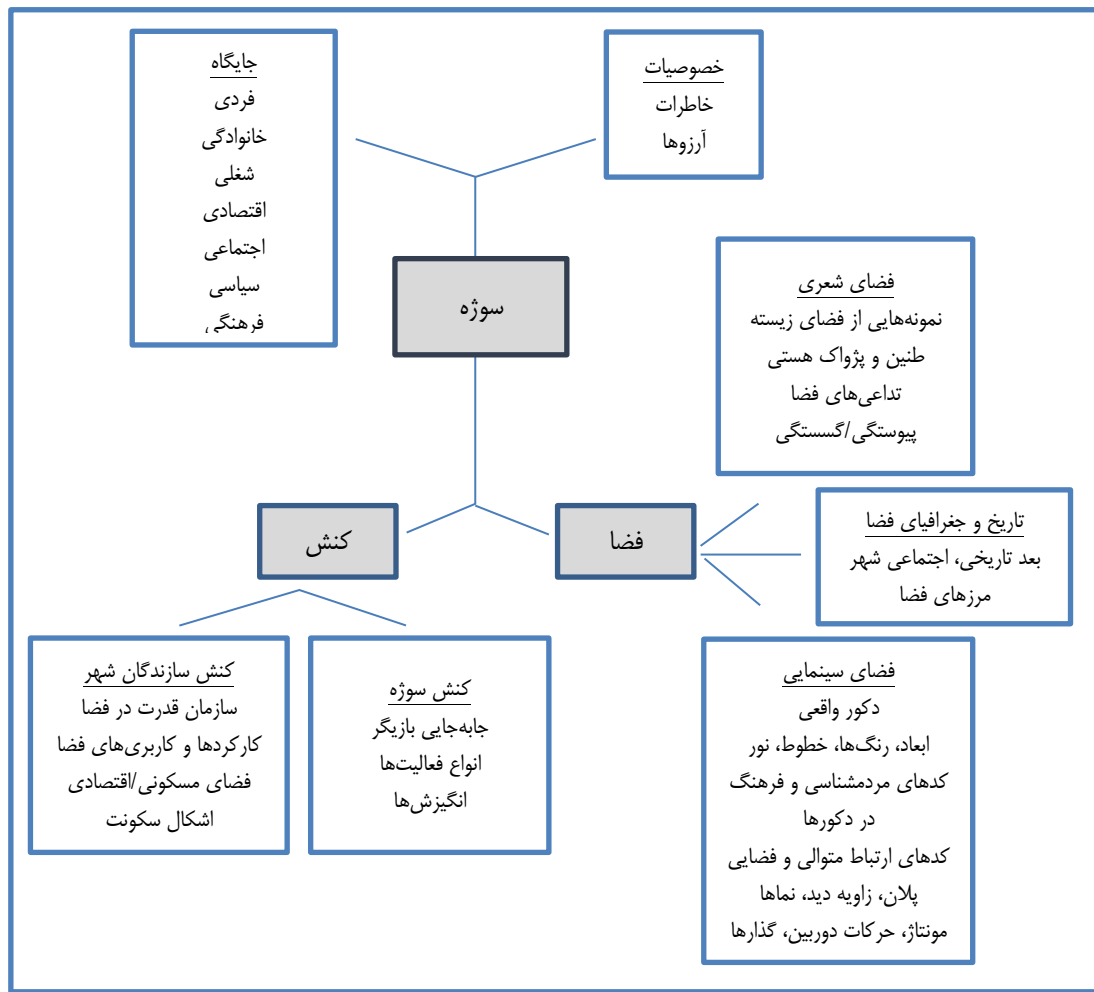 خصوصیات
خاطرات
آرزوها
جایگاه
فردی
خانوادگی
شغلی
اقتصادی
اجتماعی
سیاسی
فرهنگی
سوژه
فضای شعری
نمونه‌هایی از فضای زیسته
طنین و پژواک هستی
تداعی‌های فضا
پیوستگی/گسستگی
فضا
کنش
تاریخ و جغرافیای فضا
بعد تاریخی، اجتماعی شهر
مرزهای فضا
فضای سینمایی
دکور واقعی
ابعاد، رنگ‌ها، خطوط، نور
کدهای مردمشناسی و فرهنگ
در دکورها
کدهای ارتباط متوالی و فضایی
پلان، زاویه دید، نماها
مونتاژ، حرکات دوربین، گذارها
کنش سوژه
جابه‌جایی بازیگر
انواع فعالیت‌ها
انگیزش‌ها
کنش سازندگان شهر
سازمان قدرت در فضا
کارکردها و کاربری‌های فضا
فضای مسکونی/اقتصادی
اشکال سکونت